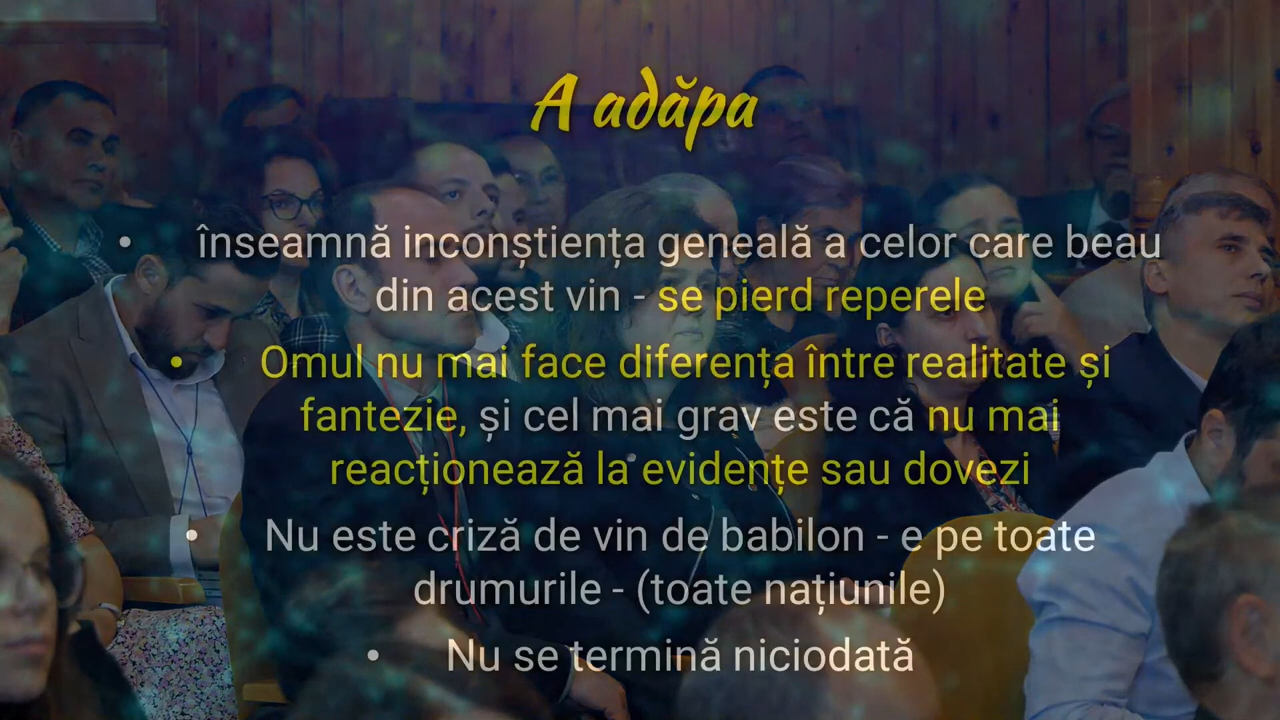 A adăpa
• înseamnă inconștiența geneală a celor care beau
din acest vin - se pierd reperele
• Omul nu mai face diferența între realitate și
fantezie, și cel mai grav este că nu mai
reacționează la evidențe sau dovezi
• Nu este criză de vin de babilon - e pe toate
drumurile - (toate națiunile)
• Nu se termină niciodată